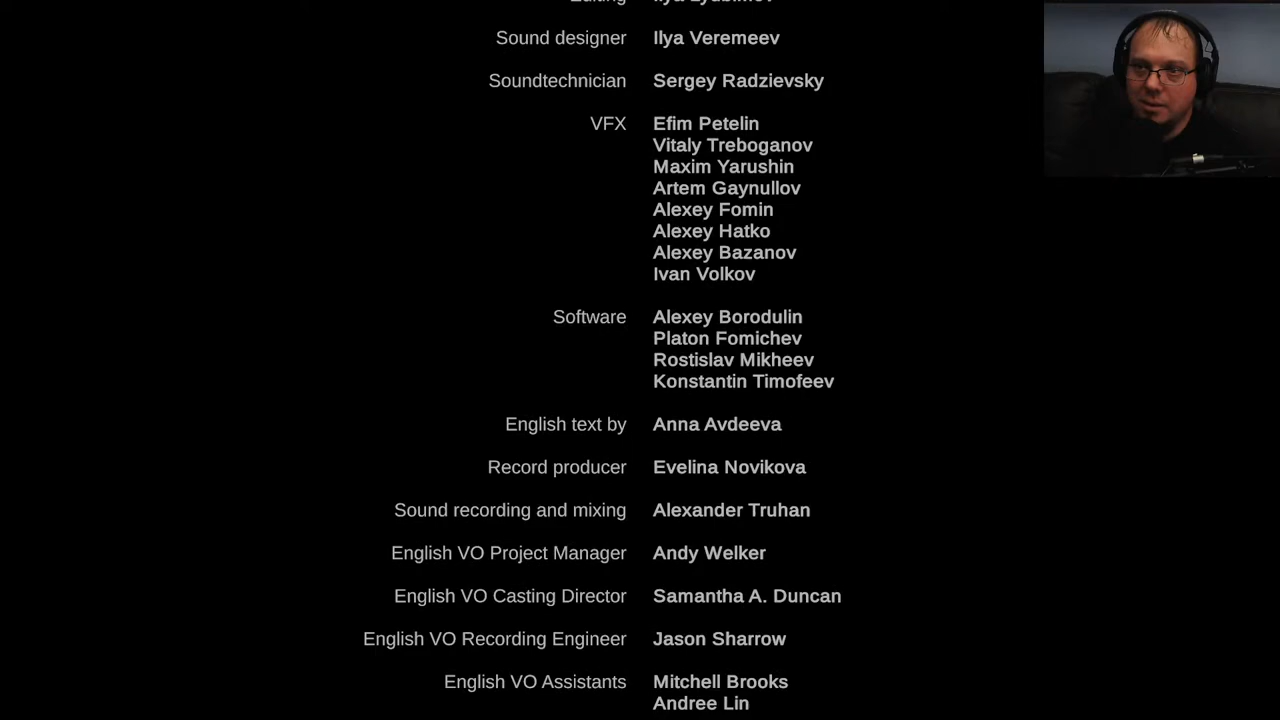 Sound designer Ilya Veremeev
Soundtechnician Sergey Radzievsky
VFX Efim Petelin
Vitaly Treboganov
Maxim Yarushin
Artem Gaynullov
Alexey Fomin
Alexey Hatko
Alexey Bazanov
Ivan Volkov
Software Alexey Borodulin
Platon Fomichev
Rostislav Mikheev
Konstantin Timofeev
English text by Anna Avdeeva
Record producer Evelina Novikova
Sound recording and mixing Alexander Truhan
English VO Project Manager Andy Welker
English VO Casting Director Samantha A. Duncan
English VO Recording Engineer Jason Sharrow
English VO Assistants Mitchell Brooks
Andree Lin